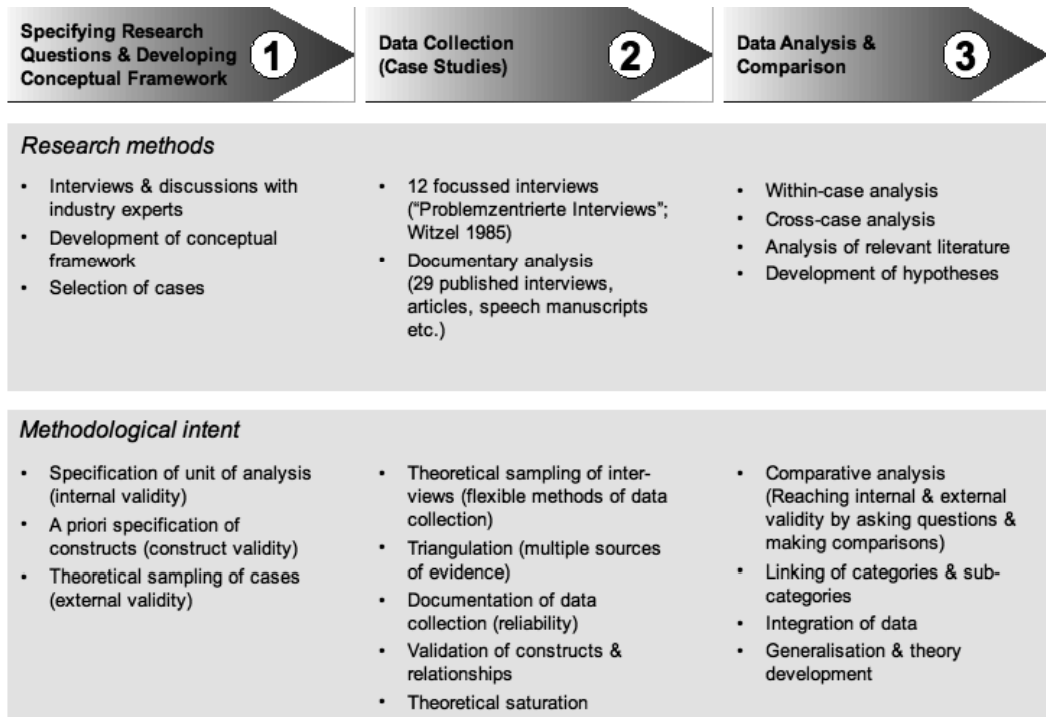 Specifying Research
Questions & Developing
Conceptual Framework
1
Data Collection
(Case Studies)
2
Data Analysis &
Comparison
3
Research methods
• Interviews & discussions with
industry experts
• Development of conceptual
framework
• Selection of cases
• 12 focussed interviews
("Problemzentrierte Interviews";
Witzel 1985)
• Documentary analysis
(29 published interviews,
articles, speech manuscripts
etc.)
• Within-case analysis
• Cross-case analysis
• Analysis of relevant literature
• Development of hypotheses
Methodological intent
• Specification of unit of analysis
(internal validity)
• A priori specification of
constructs (construct validity)
• Theoretical sampling of cases
(external validity)
• Theoretical sampling of inter-
views (flexible methods of data
collection)
• Triangulation (multiple sources
of evidence)
• Documentation of data
collection (reliability)
• Validation of constructs &
relationships
• Theoretical saturation
• Comparative analysis
(Reaching internal & external
validity by asking questions &
making comparisons)
• Linking of categories & sub-
categories
• Integration of data
• Generalisation & theory
development